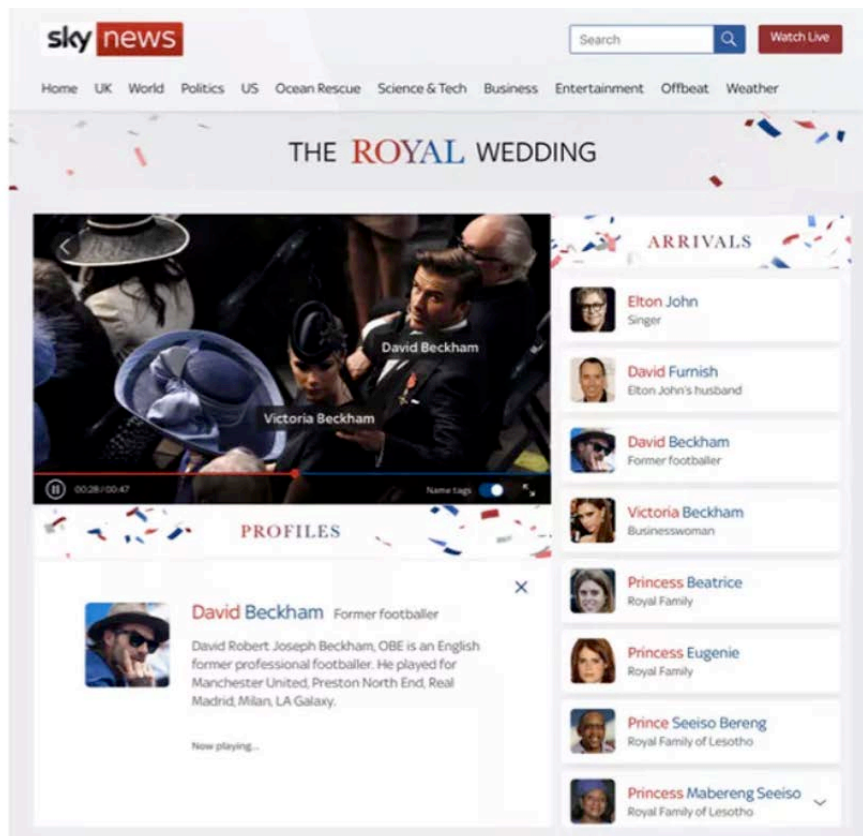 sky news
Search
Watch Live
Home UK World Politics US Ocean Rescue Science & Tech Business Entertainment Offbeat Weather
THE ROYAL WEDDING
David Beckham
Victoria Beckham
00:28 / 00:47
Name tags
PROFILES
David Beckham Former footballer
David Robert Joseph Beckham, OBE is an English
former professional footballer. He played for
Manchester United, Preston North End, Real
Madrid, Milan, LA Galaxy.
Now playing...
ARRIVALS
Elton John
Singer
David Furnish
Elton John's husband
David Beckham
Former footballer
Victoria Beckham
Businesswoman
Princess Beatrice
Royal Family
Princess Eugenie
Royal Family
Prince Seeiso Bereng
Royal Family of Lesotho
Princess Mabereng Seeiso
Royal Family of Lesotho